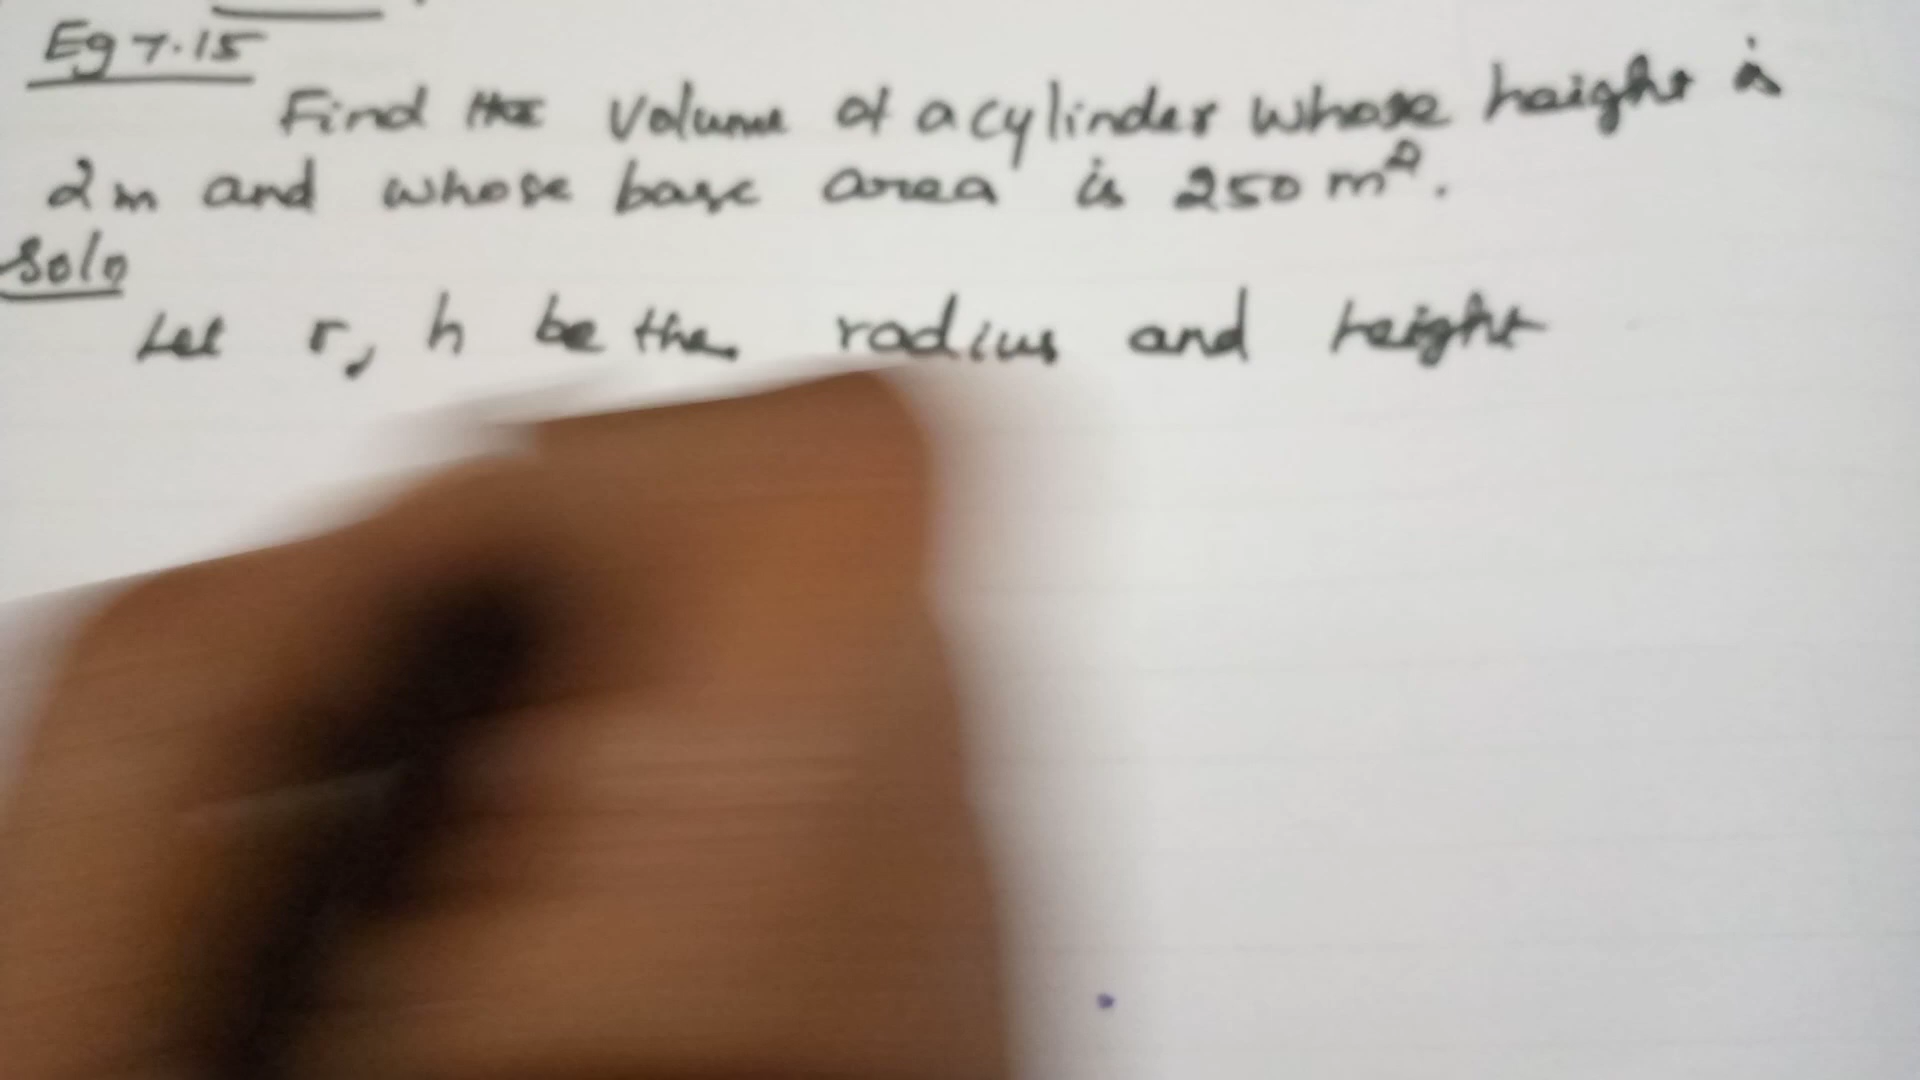 Eg 7.15
Find the volume of a cylinder whose height is
2m and whose base area is 250 m².
Soln
Let r, h be the radius and height